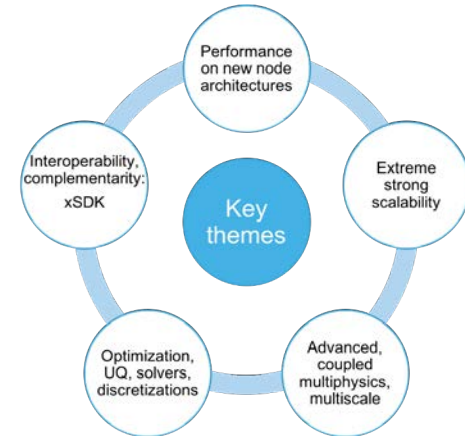 Performance
on new node
architectures
Interoperability,
complementarity:
xSDK
Extreme
strong
scalability
Key
themes
Optimization,
UQ, solvers,
discretizations
Advanced,
coupled
multiphysics,
multiscale